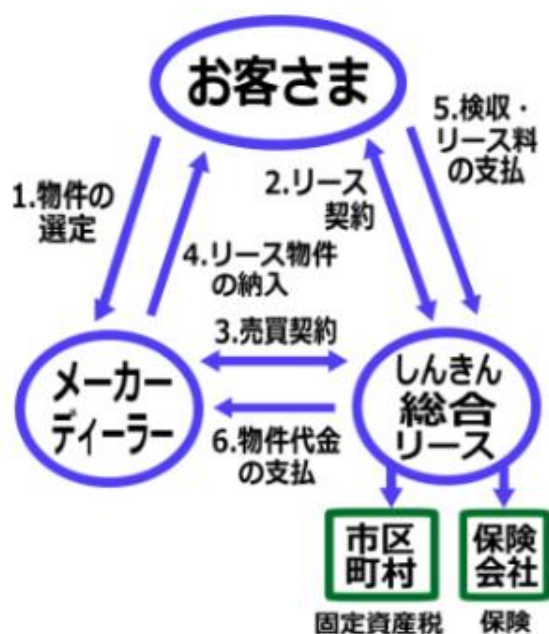 お客さま
5.検収・
リース料
の支払
1.物件の
選定
2.リース
契約
4.リース物件
の納入
3.売買契約
メーカー
ディーラー
しんきん
総合
リース
6.物件代金
の支払
市区
町村
保険
会社
固定資産税
保険